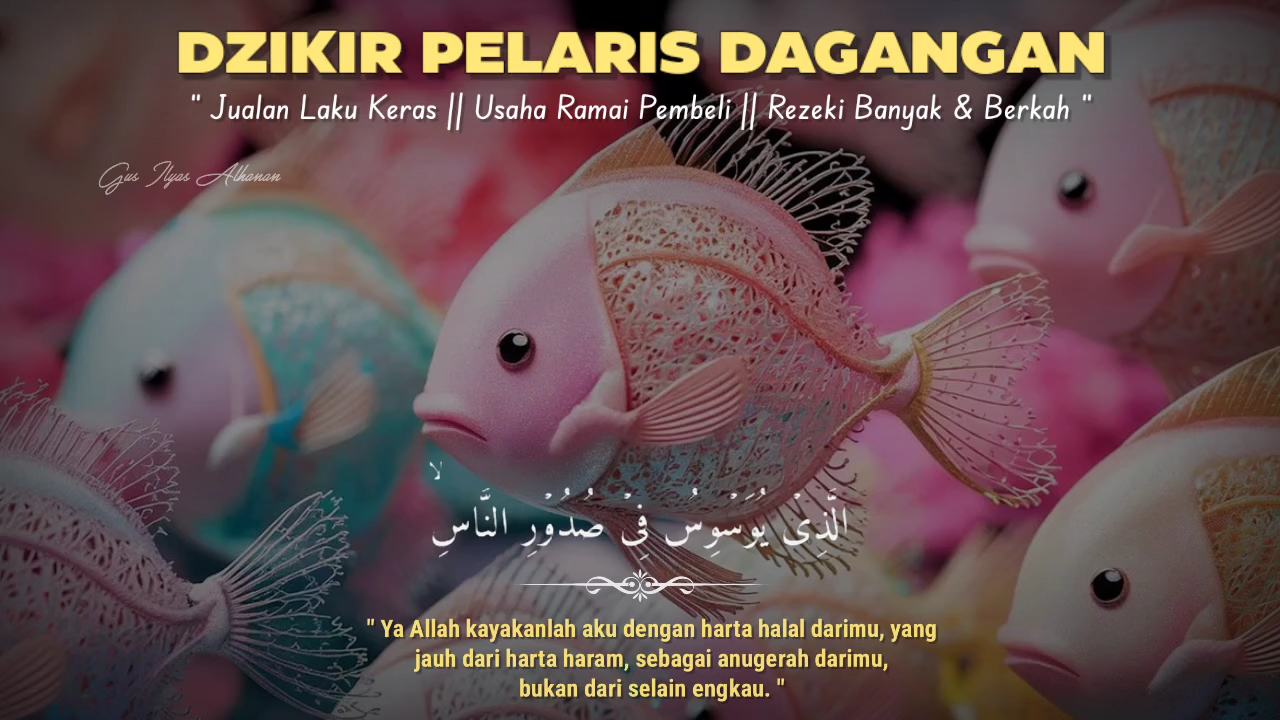 DZIKIR PELARIS DAGANGAN
" Jualan Laku Keras || Usaha Ramai Pembeli || Rezeki Banyak & Berkah "
Gus Ilyas Alhanan
الَّذِيْ يُوَسْوِسُ فِيْ صُدُوْرِ النَّاسِۙ
" Ya Allah kayakanlah aku dengan harta halal darimu, yang
jauh dari harta haram, sebagai anugerah darimu,
bukan dari selain engkau. "